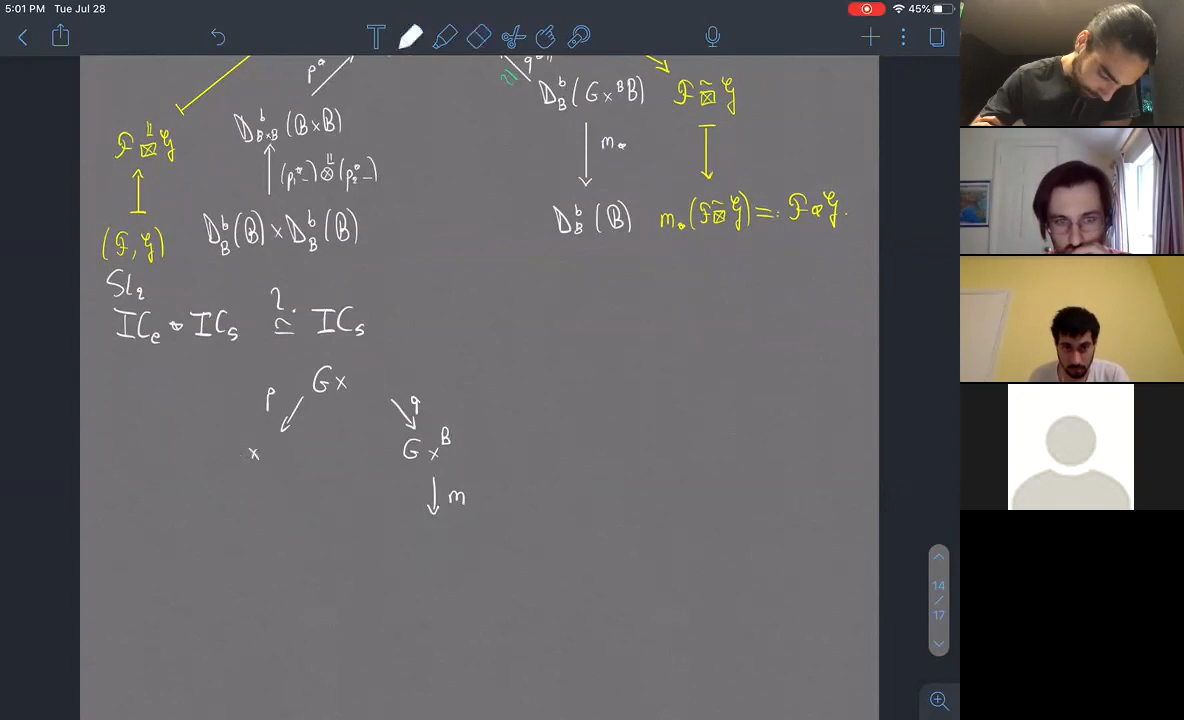 5:01 PM Tue Jul 28
45%
p*
q*
D^b_B(G×^B B)
F ⊠̃ G
D^b_{B×B}(B×B)
m_*
F ⊠^L G
(p_1^*-) ⊗^L (p_2^*-)
D^b_B(B) × D^b_B(B)
D^b_B(B)
m_*(F ⊠̃ G) =: F * G.
(F, G)
SL_2
IC_e * IC_s ≃^? IC_s
G×
p
q
×
G ×^B
m
14
/
17